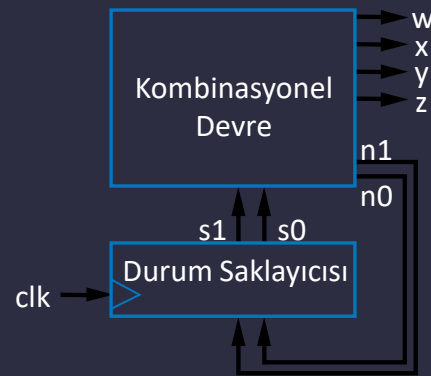 w
x
y
z
Kombinasyonel
Devre
n1
n0
s1 s0
Durum Saklayıcısı
clk